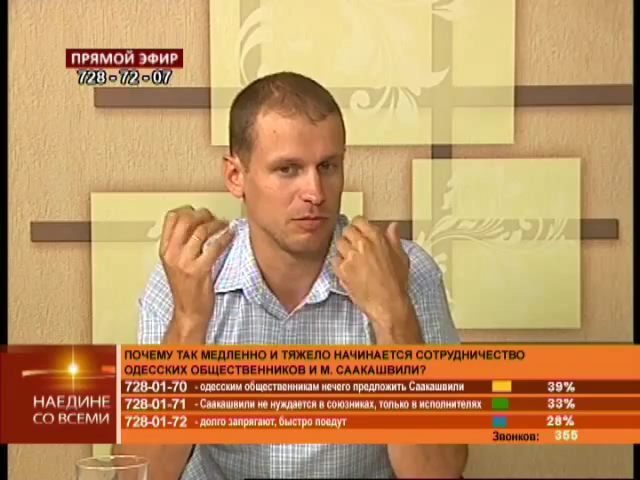 ПРЯМОЙ ЭФИР
728 - 72 - 07
НАЕДИНЕ
СО ВСЕМИ
ПОЧЕМУ ТАК МЕДЛЕННО И ТЯЖЕЛО НАЧИНАЕТСЯ СОТРУДНИЧЕСТВО
ОДЕССКИХ ОБЩЕСТВЕННИКОВ И М. СААКАШВИЛИ?
728-01-70 - одесским общественникам нечего предложить Саакашвили 39%
728-01-71 - Саакашвили не нуждается в союзниках, только в исполнителях 33%
728-01-72 - долго запрягают, быстро поедут 28%
Звонков: 355